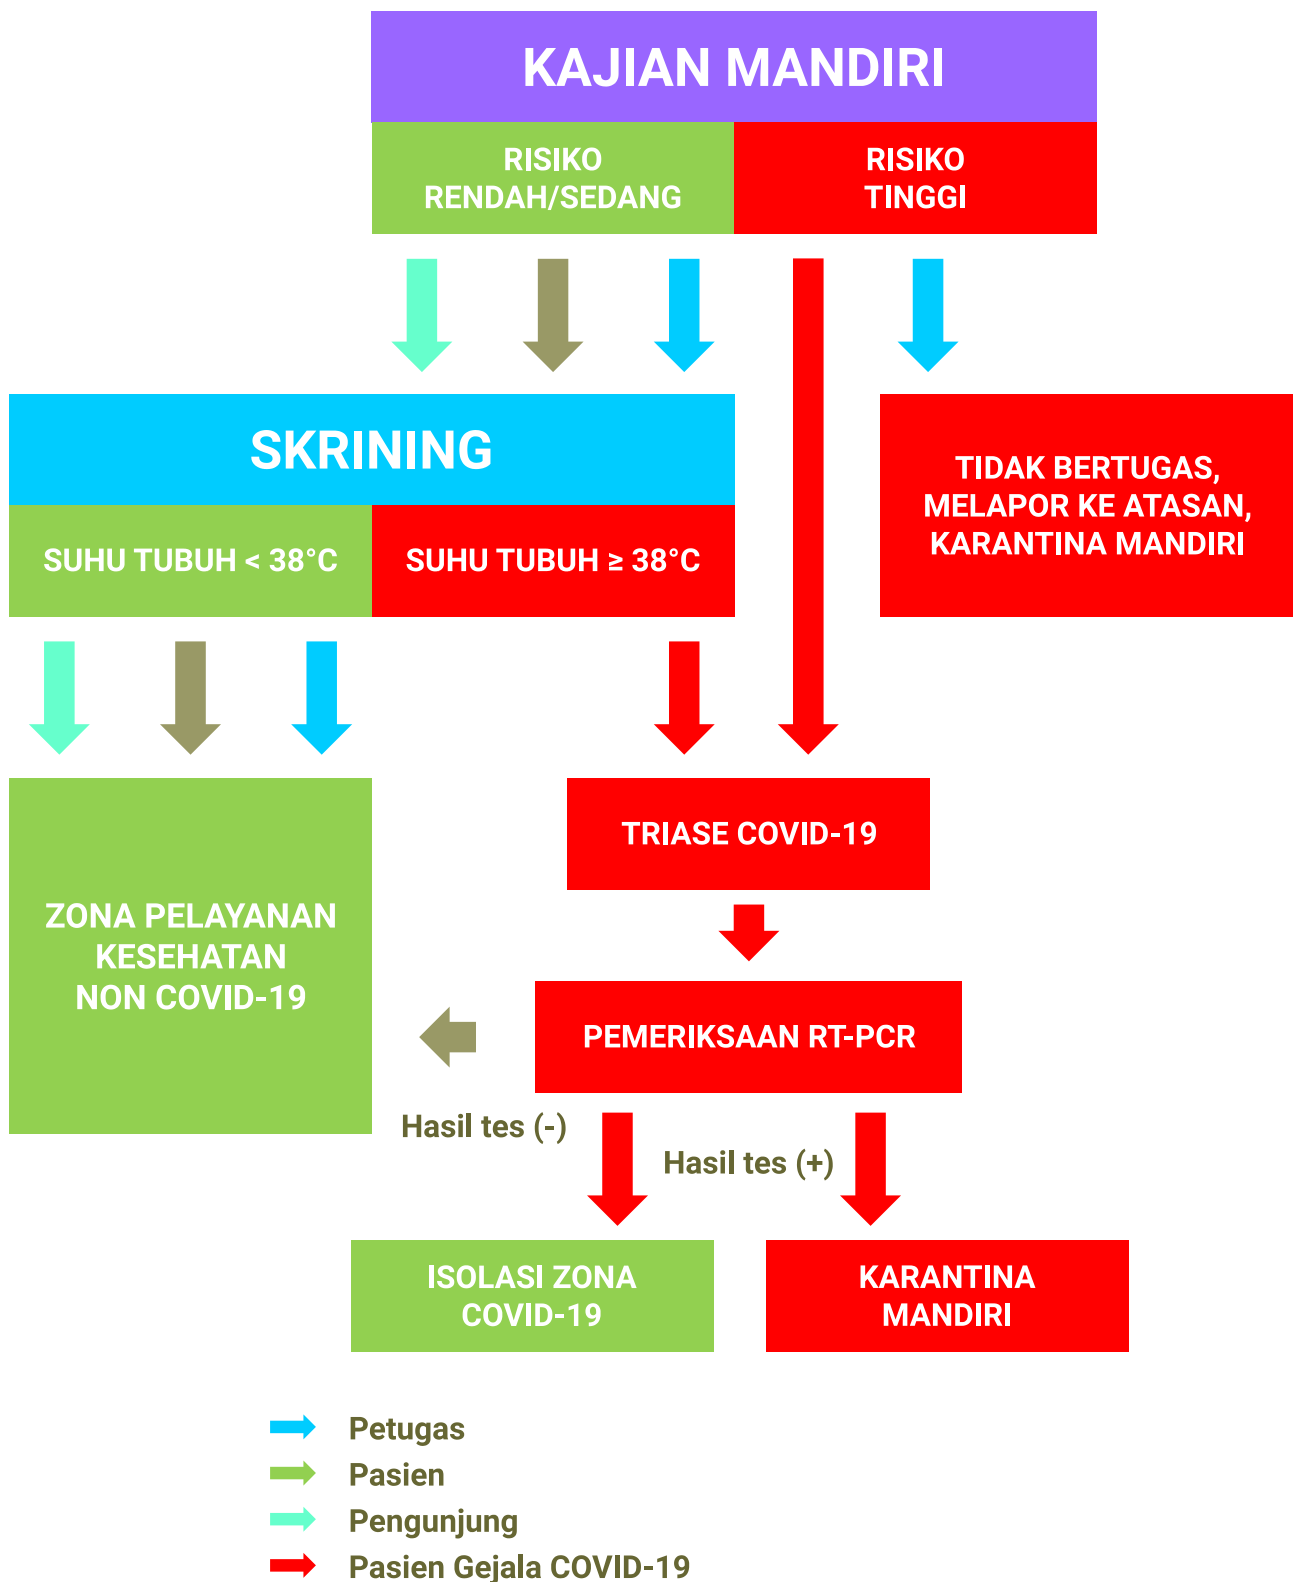 KAJIAN MANDIRI
RISIKO
RENDAH/SEDANG
RISIKO
TINGGI
SKRINING
SUHU TUBUH < 38°C
SUHU TUBUH ≥ 38°C
TIDAK BERTUGAS,
MELAPOR KE ATASAN,
KARANTINA MANDIRI
TRIASE COVID-19
ZONA PELAYANAN
KESEHATAN
NON COVID-19
PEMERIKSAAN RT-PCR
Hasil tes (-)
Hasil tes (+)
ISOLASI ZONA
COVID-19
KARANTINA
MANDIRI
Petugas
Pasien
Pengunjung
Pasien Gejala COVID-19